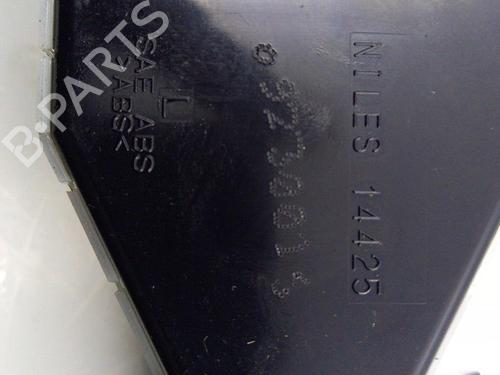 NILES 14425
L
SAE ABS
>ABS<
B-PARTS